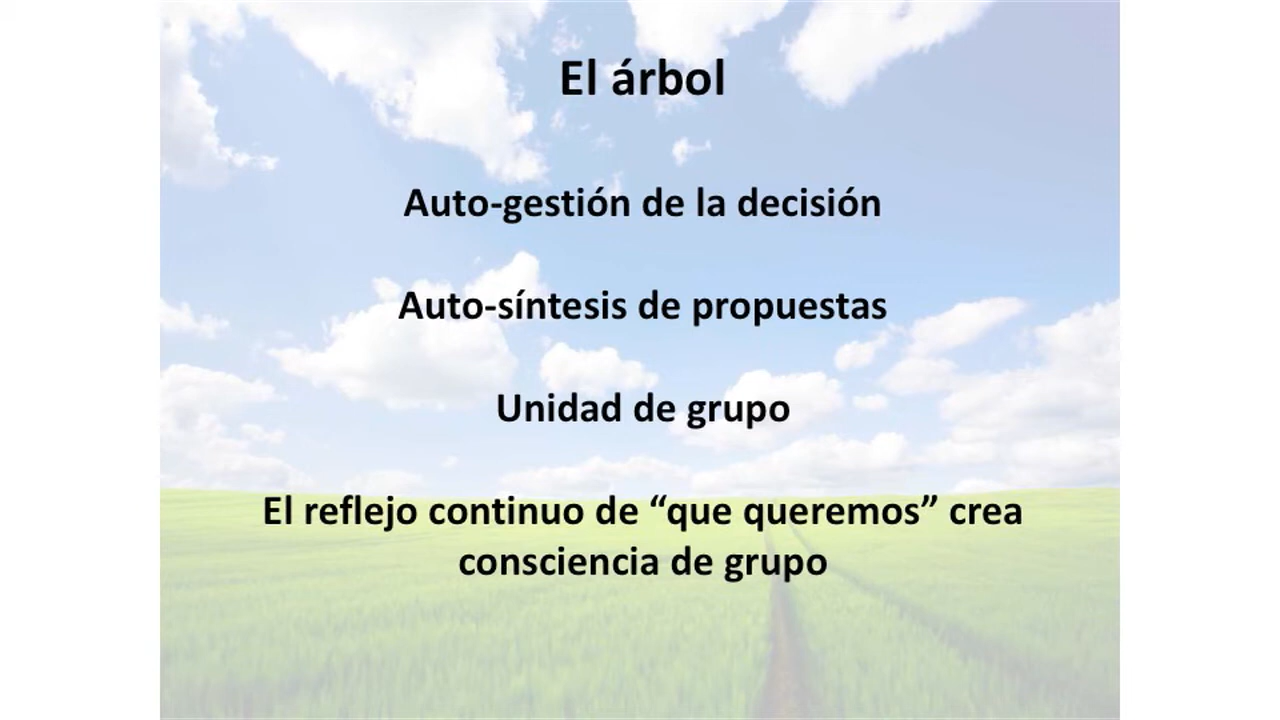 El árbol
Auto-gestión de la decisión
Auto-síntesis de propuestas
Unidad de grupo
El reflejo continuo de “que queremos” crea
consciencia de grupo